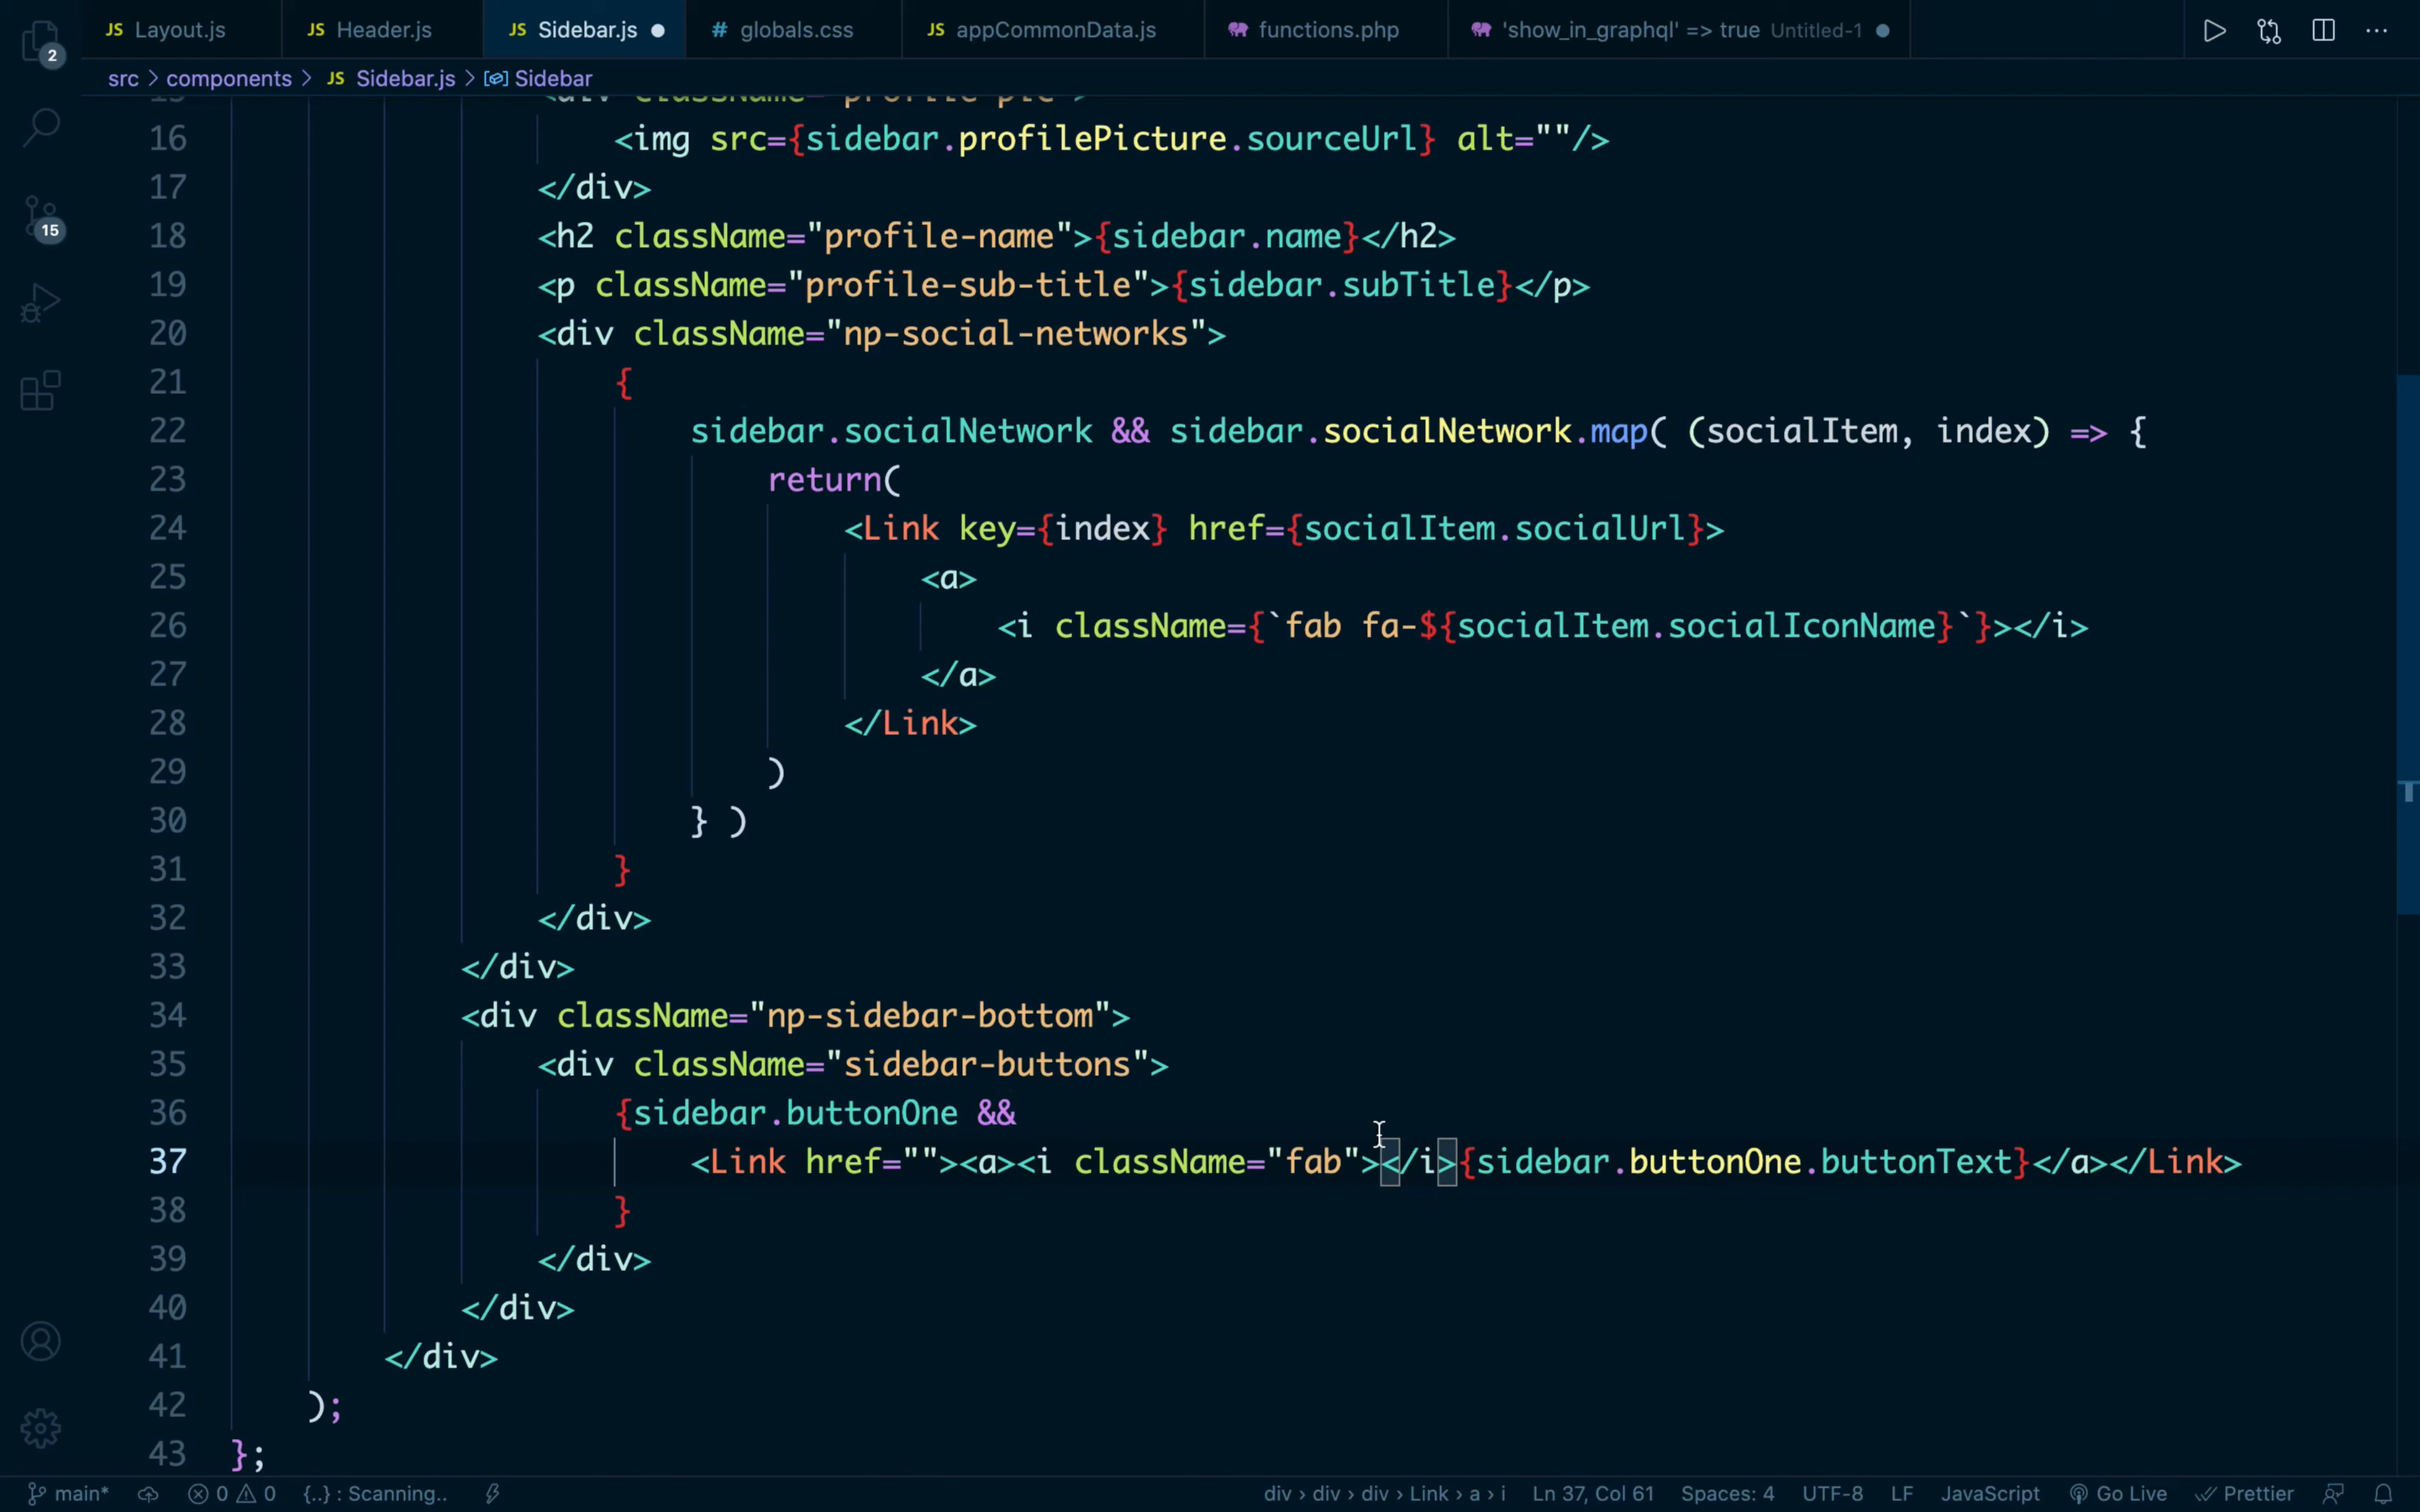 JS Layout.js JS Header.js JS Sidebar.js # globals.css JS appCommonData.js functions.php 'show_in_graphql' => true Untitled-1
2
src > components > JS Sidebar.js > Sidebar
15 <div className="profile-pic">
16 <img src={sidebar.profilePicture.sourceUrl} alt=""/>
17 </div>
18 <h2 className="profile-name">{sidebar.name}</h2>
15
19 <p className="profile-sub-title">{sidebar.subTitle}</p>
20 <div className="np-social-networks">
21 {
22 sidebar.socialNetwork && sidebar.socialNetwork.map( (socialItem, index) => {
23 return(
24 <Link key={index} href={socialItem.socialUrl}>
25 <a>
26 <i className={`fab fa-${socialItem.socialIconName}`}></i>
27 </a>
28 </Link>
29 )
30 } )
31 }
32 </div>
33 </div>
34 <div className="np-sidebar-bottom">
35 <div className="sidebar-buttons">
36 {sidebar.buttonOne &&
37 <Link href=""><a><i className="fab"></i>{sidebar.buttonOne.buttonText}</a></Link>
38 }
39 </div>
40 </div>
41 </div>
42 );
43 };
main* 0 0 {..} : Scanning.. div > div > div > Link > a > i Ln 37, Col 61 Spaces: 4 UTF-8 LF JavaScript Go Live Prettier